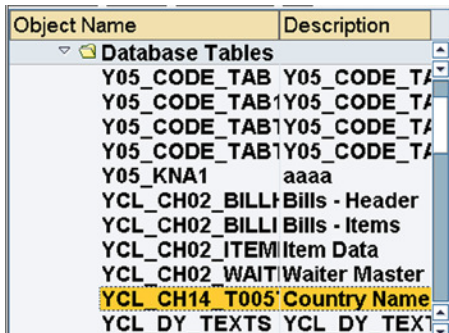 Object Name Description
Database Tables
Y05_CODE_TAB Y05_CODE_TA
Y05_CODE_TAB1 Y05_CODE_TA
Y05_CODE_TAB1 Y05_CODE_TA
Y05_CODE_TAB1 Y05_CODE_TA
Y05_KNA1 aaaa
YCL_CH02_BILLH Bills - Header
YCL_CH02_BILLI Bills - Items
YCL_CH02_ITEM Item Data
YCL_CH02_WAIT Waiter Master
YCL_CH14_T005 Country Name
YCL_DY_TEXTS YCL_DY_TEXT